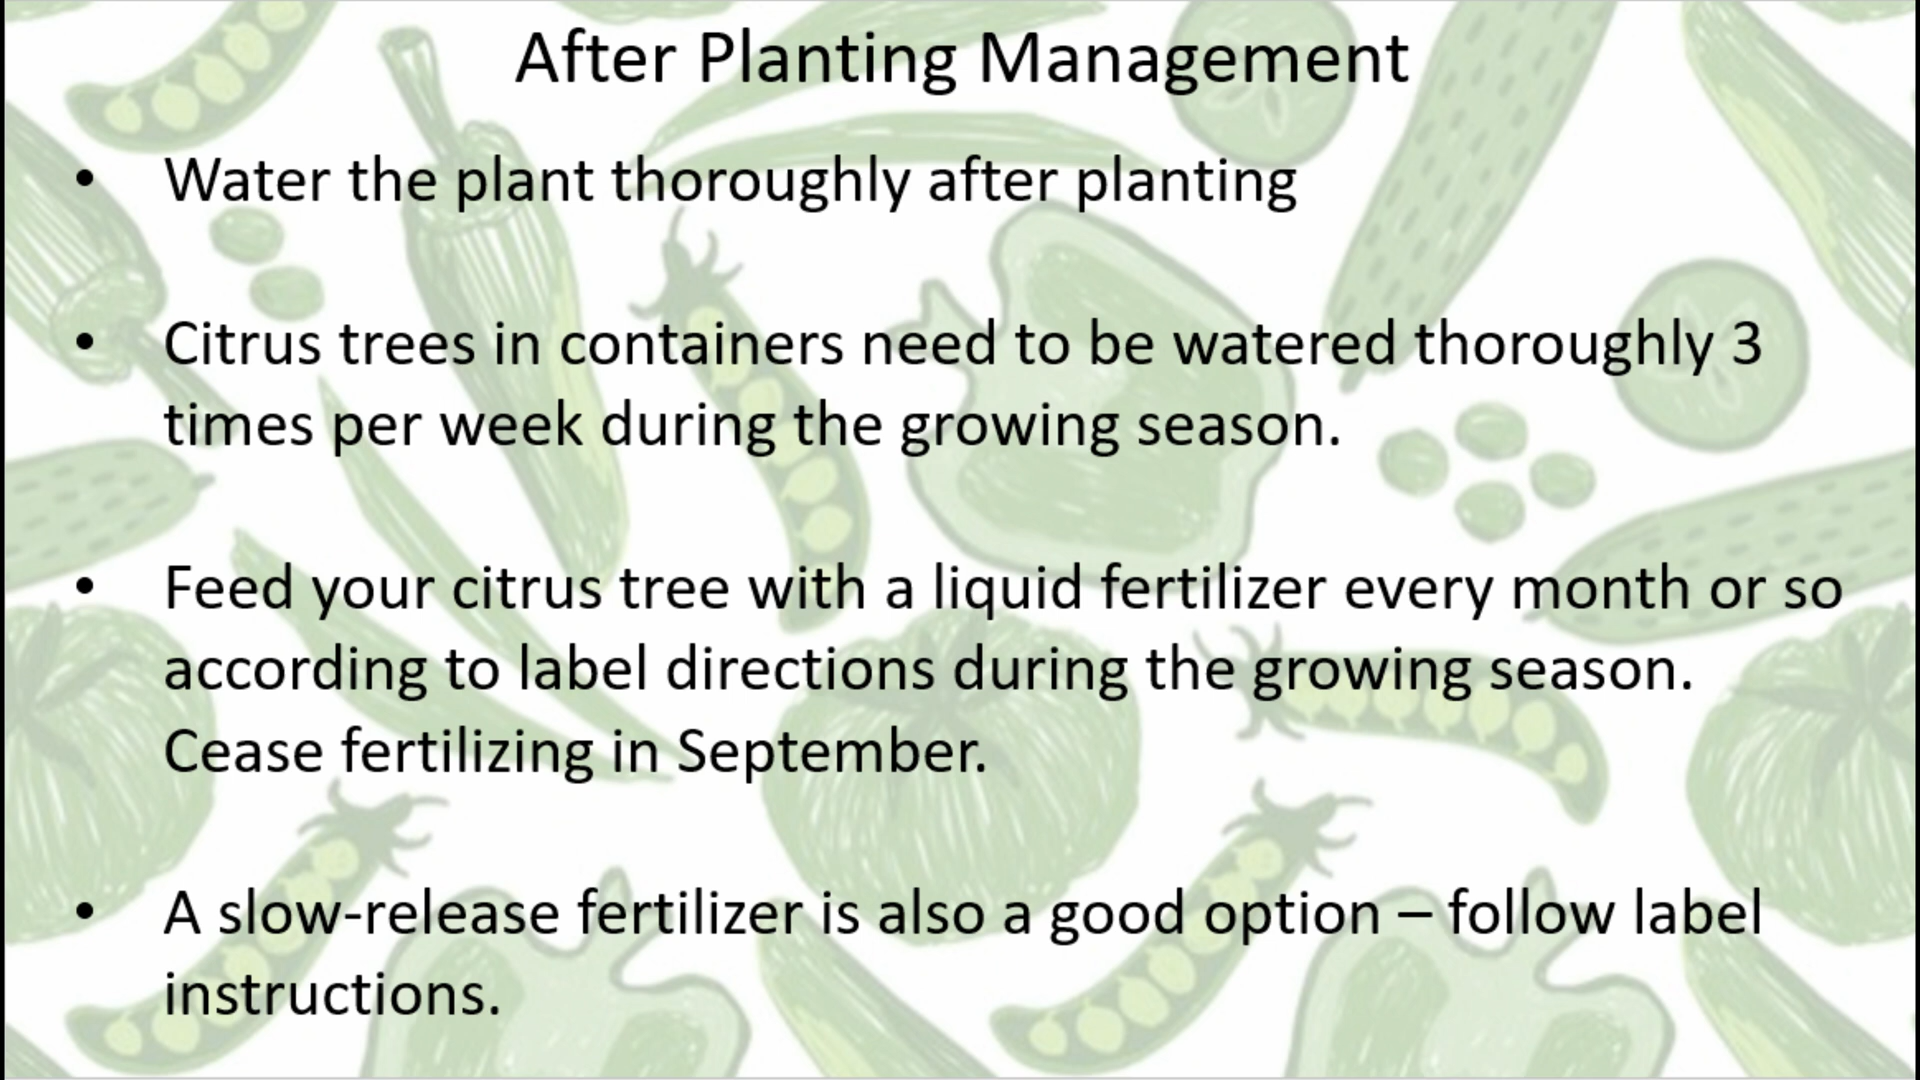 After Planting Management
• Water the plant thoroughly after planting
• Citrus trees in containers need to be watered thoroughly 3
times per week during the growing season.
• Feed your citrus tree with a liquid fertilizer every month or so
according to label directions during the growing season.
Cease fertilizing in September.
• A slow-release fertilizer is also a good option – follow label
instructions.